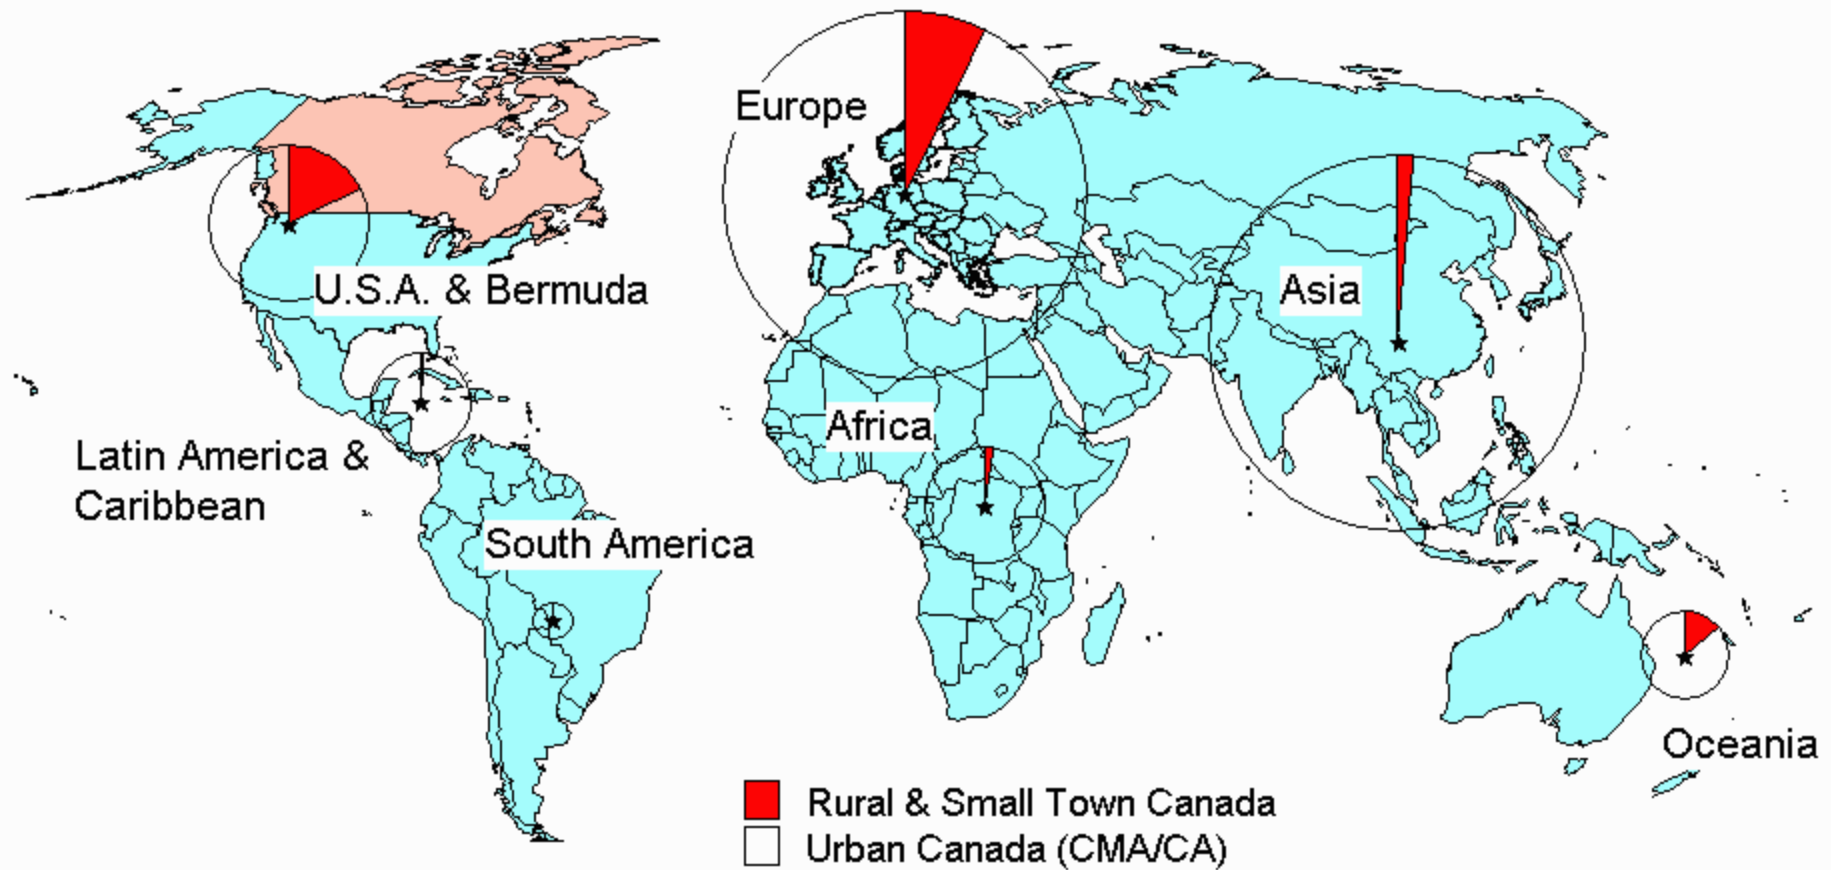 Europe
Asia
U.S.A. & Bermuda
Africa
Latin America &
Caribbean
South America
Oceania
Rural & Small Town Canada
Urban Canada (CMA/CA)